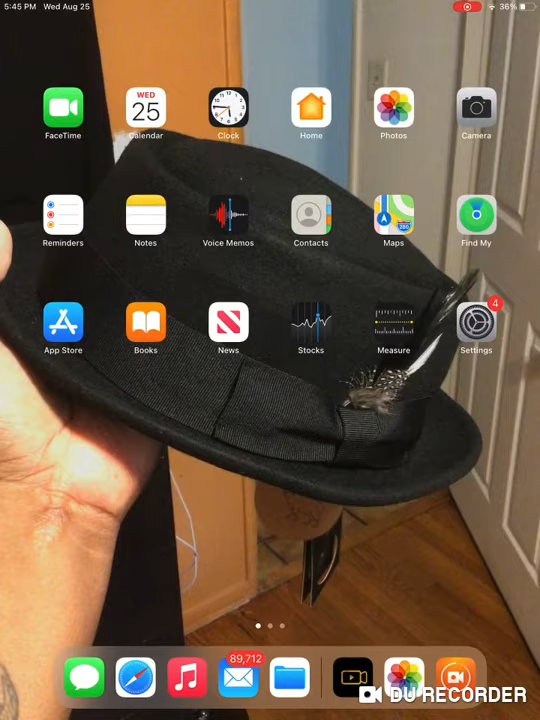 5:45 PM Wed Aug 25 36%
WED
25
FaceTime Calendar Clock Home Photos Camera
Reminders Notes Voice Memos Contacts Maps Find My
4
App Store Books News Stocks Measure Settings
89,712
DU RECORDER